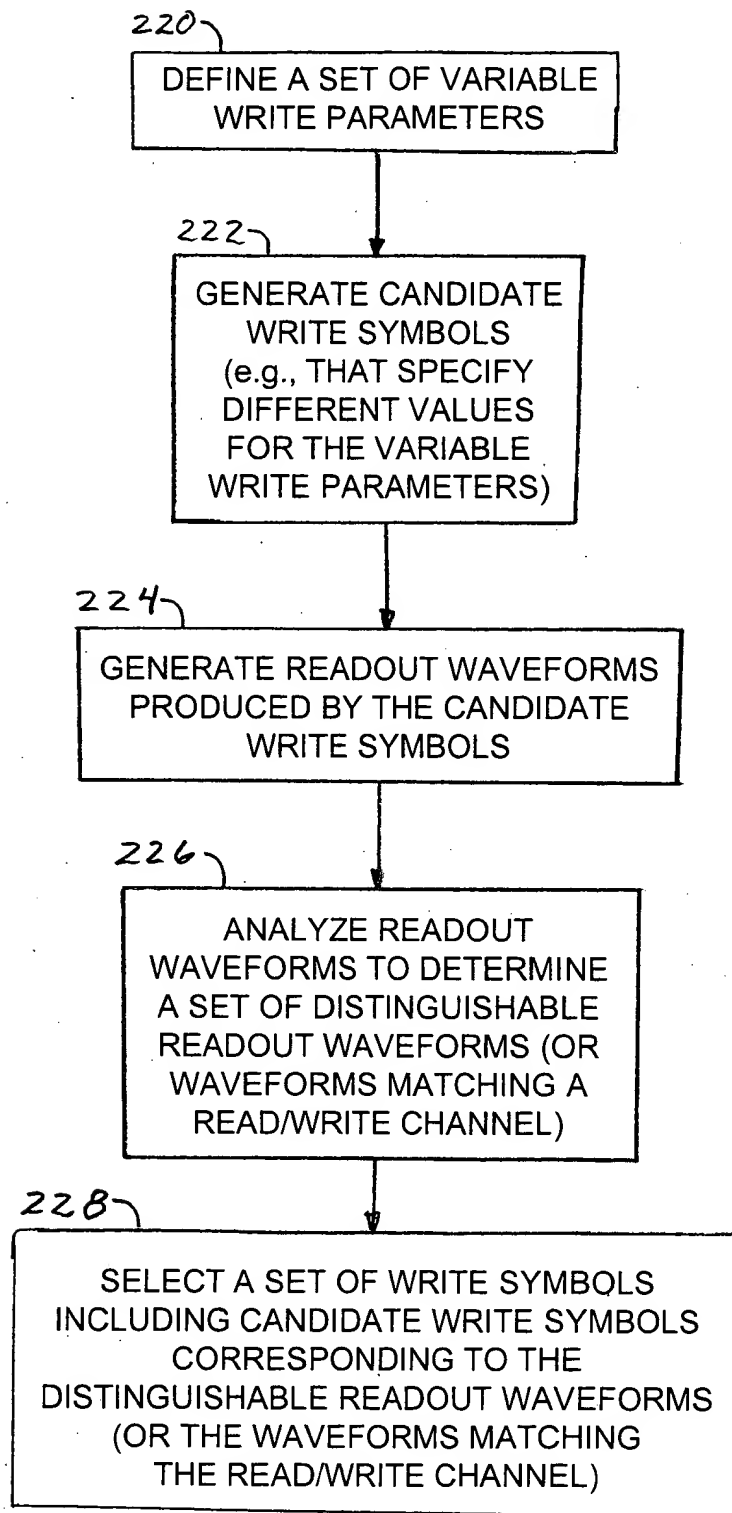 220
DEFINE A SET OF VARIABLE
WRITE PARAMETERS
222
GENERATE CANDIDATE
WRITE SYMBOLS
(e.g., THAT SPECIFY
DIFFERENT VALUES
FOR THE VARIABLE
WRITE PARAMETERS)
224
GENERATE READOUT WAVEFORMS
PRODUCED BY THE CANDIDATE
WRITE SYMBOLS
226
ANALYZE READOUT
WAVEFORMS TO DETERMINE
A SET OF DISTINGUISHABLE
READOUT WAVEFORMS (OR
WAVEFORMS MATCHING A
READ/WRITE CHANNEL)
228
SELECT A SET OF WRITE SYMBOLS
INCLUDING CANDIDATE WRITE SYMBOLS
CORRESPONDING TO THE
DISTINGUISHABLE READOUT WAVEFORMS
(OR THE WAVEFORMS MATCHING
THE READ/WRITE CHANNEL)